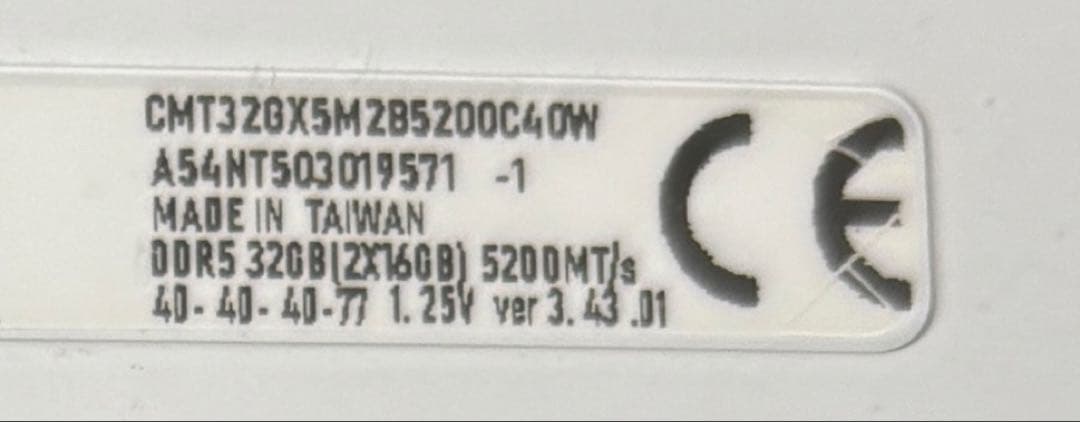 CMT32GX5M2B5200C40W
A54NT503019571 -1
MADE IN TAIWAN
DDR5 32GB(2X16GB) 5200MT/s
40-40-40-77 1.25V ver 3.43.01
CE